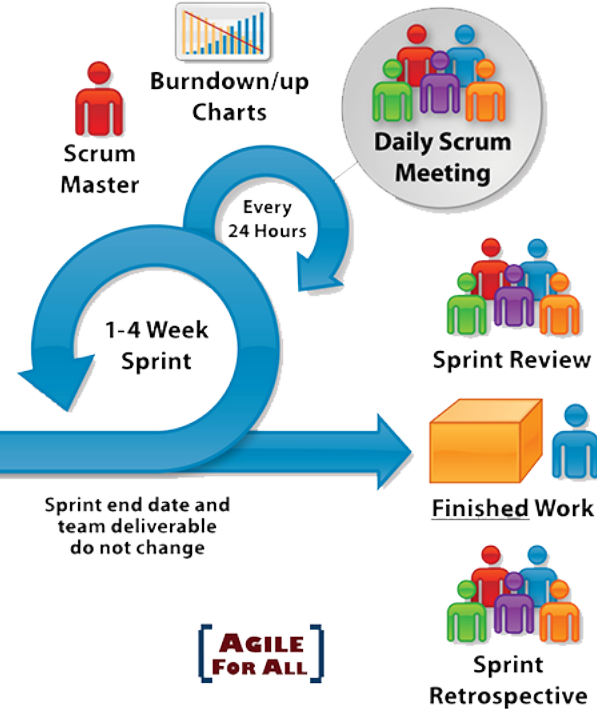 Burndown/up
Charts
Scrum
Master
Daily Scrum
Meeting
Every
24 Hours
1-4 Week
Sprint
Sprint Review
Finished Work
Sprint end date and
team deliverable
do not change
AGILE
FOR ALL
Sprint
Retrospective